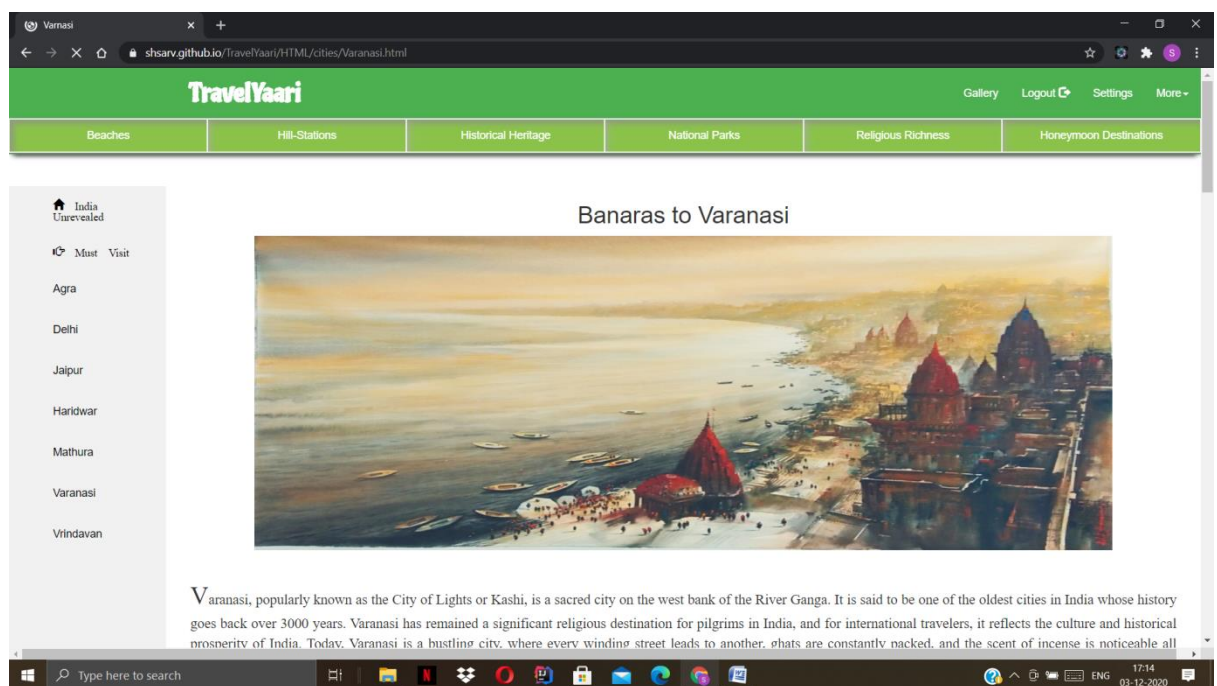 Varnasi
shsarv.github.io/TravelYaari/HTML/cities/Varanasi.html
S
TravelYaari
Gallery Logout Settings More
Beaches Hill-Stations Historical Heritage National Parks Religious Richness Honeymoon Destinations
India
Unrevealed
Must Visit
Agra
Delhi
Jaipur
Haridwar
Mathura
Varanasi
Vrindavan
Banaras to Varanasi
Varanasi, popularly known as the City of Lights or Kashi, is a sacred city on the west bank of the River Ganga. It is said to be one of the oldest cities in India whose history
goes back over 3000 years. Varanasi has remained a significant religious destination for pilgrims in India, and for international travelers, it reflects the culture and historical
prosperity of India. Today, Varanasi is a bustling city, where every winding street leads to another, ghats are constantly packed, and the scent of incense is noticeable all
Type here to search
ENG
17:14
03-12-2020